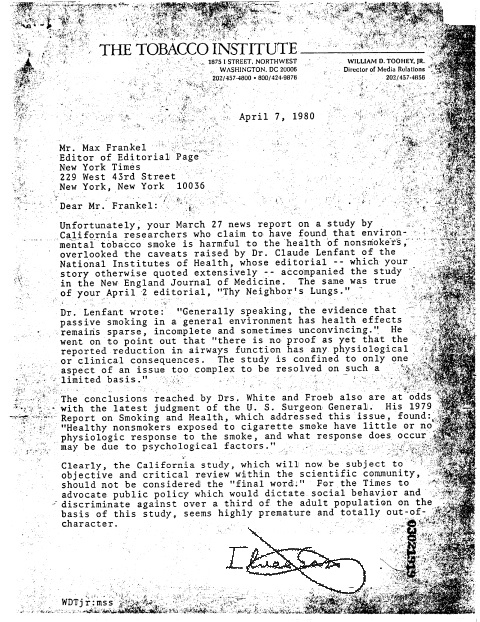 THE TOBACCO INSTITUTE
1875 I STREET, NORTHWEST
WASHINGTON, DC 20006
202/457-4800 • 800/424-9876
WILLIAM D. TOOHEY, JR.
Director of Media Relations
202/457-4856
April 7, 1980
Mr. Max Frankel
Editor of Editorial Page
New York Times
229 West 43rd Street
New York, New York 10036
Dear Mr. Frankel:
Unfortunately, your March 27 news report on a study by
California researchers who claim to have found that environ-
mental tobacco smoke is harmful to the health of nonsmokers,
overlooked the caveats raised by Dr. Claude Lenfant of the
National Institutes of Health, whose editorial -- which your
story otherwise quoted extensively -- accompanied the study
in the New England Journal of Medicine. The same was true
of your April 2 editorial, "Thy Neighbor's Lungs."
Dr. Lenfant wrote: "Generally speaking, the evidence that
passive smoking in a general environment has health effects
remains sparse, incomplete and sometimes unconvincing." He
went on to point out that "there is no proof as yet that the
reported reduction in airways function has any physiological
or clinical consequences. The study is confined to only one
aspect of an issue too complex to be resolved on such a
limited basis."
The conclusions reached by Drs. White and Froeb also are at odds
with the latest judgment of the U. S. Surgeon General. His 1979
Report on Smoking and Health, which addressed this issue, found:
"Healthy nonsmokers exposed to cigarette smoke have little or no
physiologic response to the smoke, and what response does occur
may be due to psychological factors."
Clearly, the California study, which will now be subject to
objective and critical review within the scientific community,
should not be considered the "final word." For the Times to
advocate public policy which would dictate social behavior and
discriminate against over a third of the adult population on the
basis of this study, seems highly premature and totally out-of-
character.
WDTjr:mss